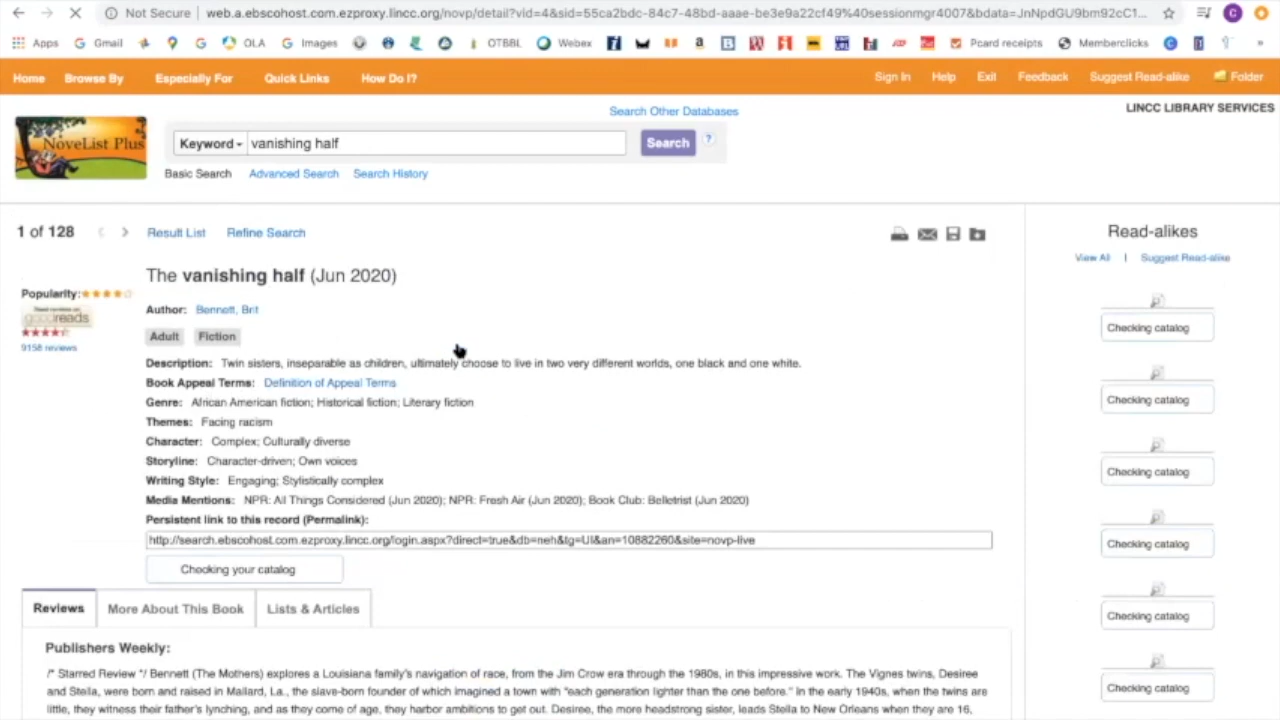 Not Secure web.a.ebscohost.com.ezproxy.lincc.org/novp/detail?vid=4&sid=55ca2bdc-84c7-48bd-aaae-be3e9a22cf49%40sessionmgr4007&bdata=JnNpdGU9bm92cC1... C
Apps Gmail OLA Images OTBBL Webex Pcard receipts Memberclicks »
Home Browse By Especially For Quick Links How Do I? Sign In Help Exit Feedback Suggest Read-alike Folder
Search Other Databases LINCC LIBRARY SERVICES
NoveList Plus Keyword vanishing half Search ?
Basic Search Advanced Search Search History
1 of 128 Result List Refine Search Read-alikes
View All | Suggest Read-alike
The vanishing half (Jun 2020)
Popularity:
Author: Bennett, Brit
goodreads
9158 reviews
Adult Fiction
Description: Twin sisters, inseparable as children, ultimately choose to live in two very different worlds, one black and one white.
Book Appeal Terms: Definition of Appeal Terms
Genre: African American fiction; Historical fiction; Literary fiction
Themes: Facing racism
Character: Complex; Culturally diverse
Storyline: Character-driven; Own voices
Writing Style: Engaging; Stylistically complex
Media Mentions: NPR: All Things Considered (Jun 2020); NPR: Fresh Air (Jun 2020); Book Club: Belletrist (Jun 2020)
Persistent link to this record (Permalink):
http://search.ebscohost.com.ezproxy.lincc.org/login.aspx?direct=true&db=neh&tg=UI&an=10882260&site=novp-live
Checking your catalog
Reviews More About This Book Lists & Articles
Publishers Weekly:
/* Starred Review */ Bennett (The Mothers) explores a Louisiana family's navigation of race, from the Jim Crow era through the 1980s, in this impressive work. The Vignes twins, Desiree
and Stella, were born and raised in Mallard, La., the slave-born founder of which imagined a town with "each generation lighter than the one before." In the early 1940s, when the twins are
little, they witness their father's lynching, and as they come of age, they harbor ambitions to get out. Desiree, the more headstrong sister, leads Stella to New Orleans when they are 16,
Checking catalog
Checking catalog
Checking catalog
Checking catalog
Checking catalog
Checking catalog